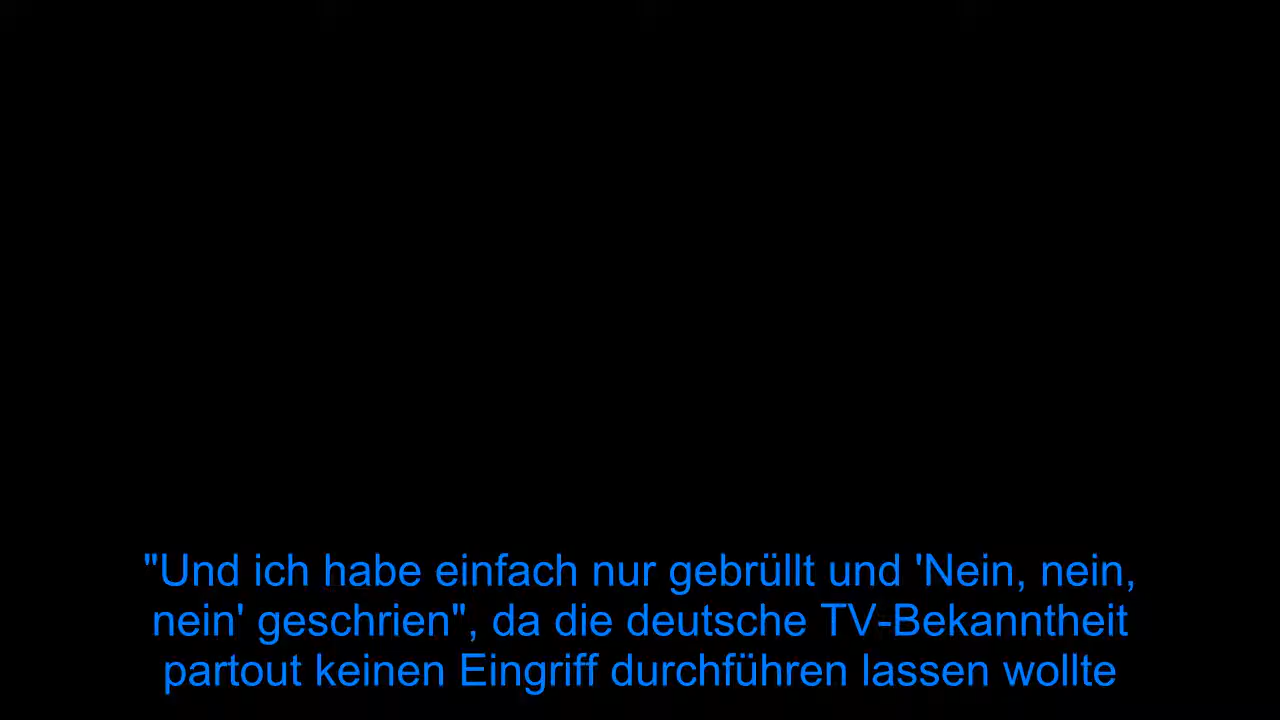 "Und ich habe einfach nur gebrüllt und 'Nein, nein,
nein' geschrien", da die deutsche TV-Bekanntheit
partout keinen Eingriff durchführen lassen wollte